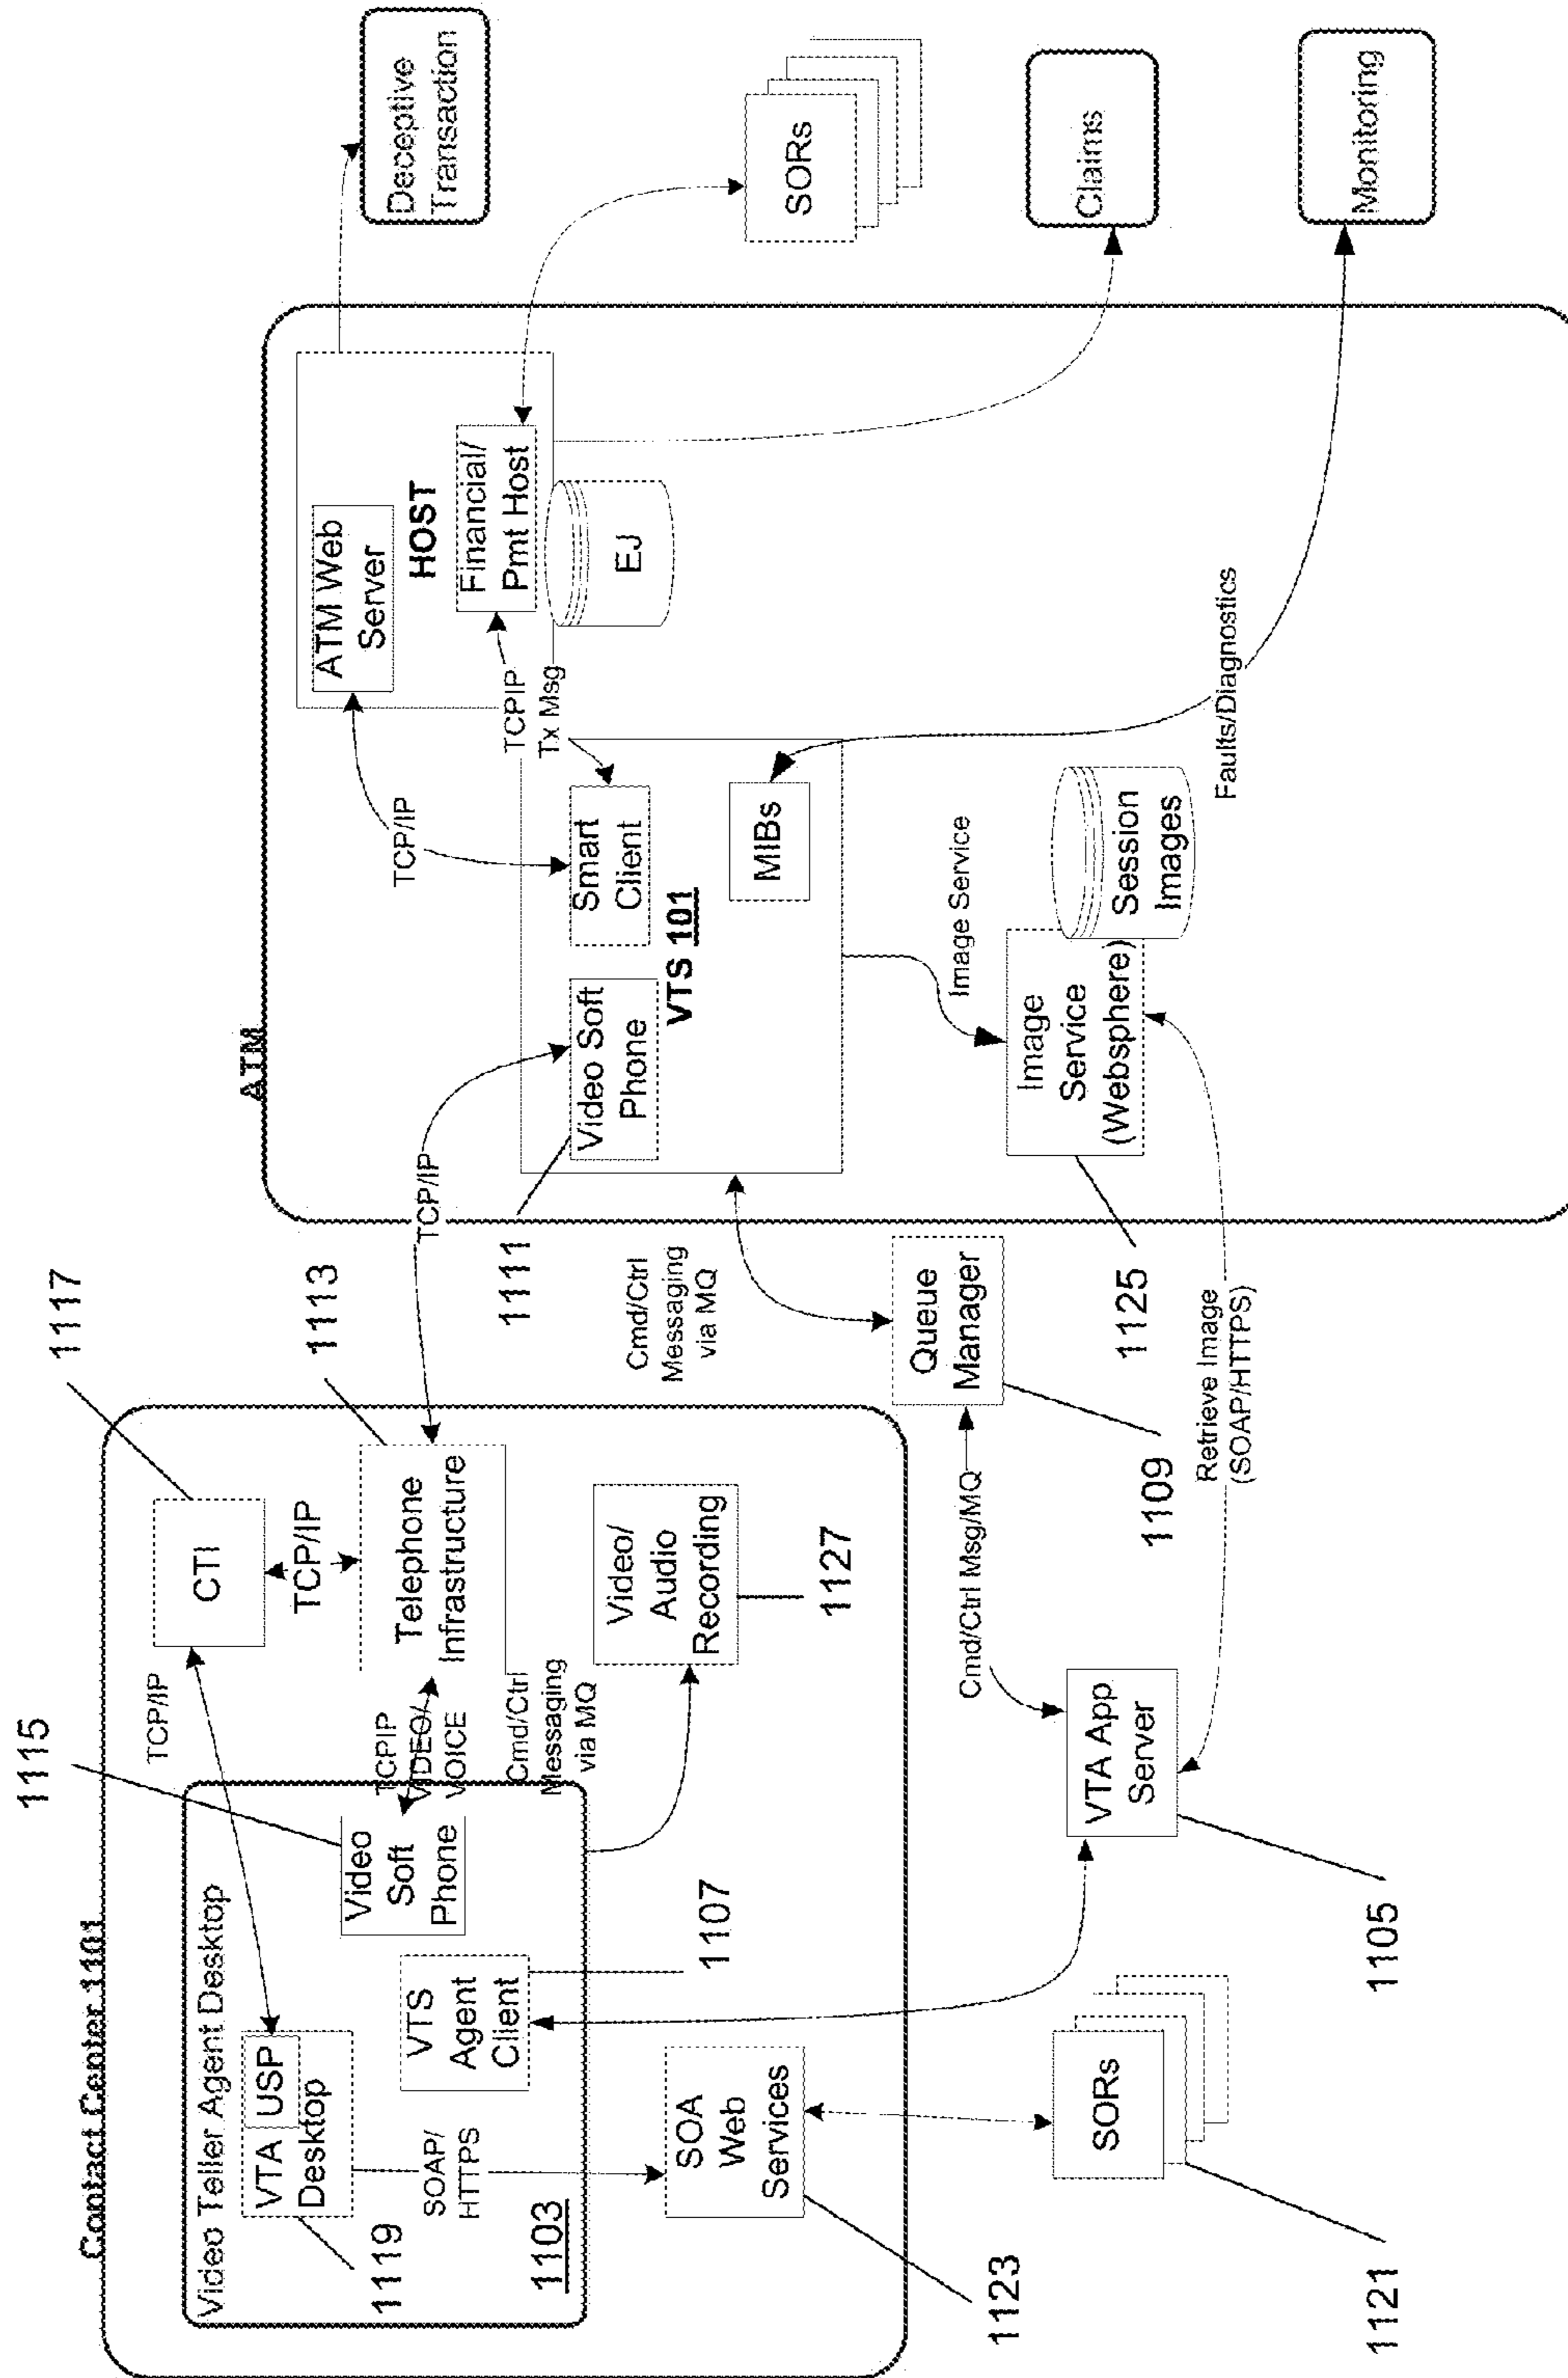 Contact Center 1101
Video Teller Agent Desktop
VTA
USP
Desktop
1119
SOAP/
HTTPS
1103
VTS
Agent
Client
1107
Video
Soft
Phone
1115
TCP/IP
CTI
1117
TCP/IP
Telephone
Infrastructure
1113
TCPIP
VIDEO/
VOICE
Cmd/Ctrl
Messaging
via MQ
Video/
Audio
Recording
1127
SOA
Web
Services
1123
SORs
1121
VTA App
Server
1105
Cmd/Ctrl Msg/MQ
Queue
Manager
1109
Cmd/Ctrl
Messaging
via MQ
Retrieve Image
(SOAP/HTTPS)
ATM
TCP/IP
1111
Video Soft
Phone
Smart
Client
VTS 101
MIBs
TCP/IP
TCPIP
Tx Msg
ATM Web
Server
HOST
Financial/
Pmt Host
EJ
Image Service
Image
Service
(Websphere)
1125
Session
Images
Faults/Diagnostics
Deceptive
Transaction
SORs
Claims
Monitoring